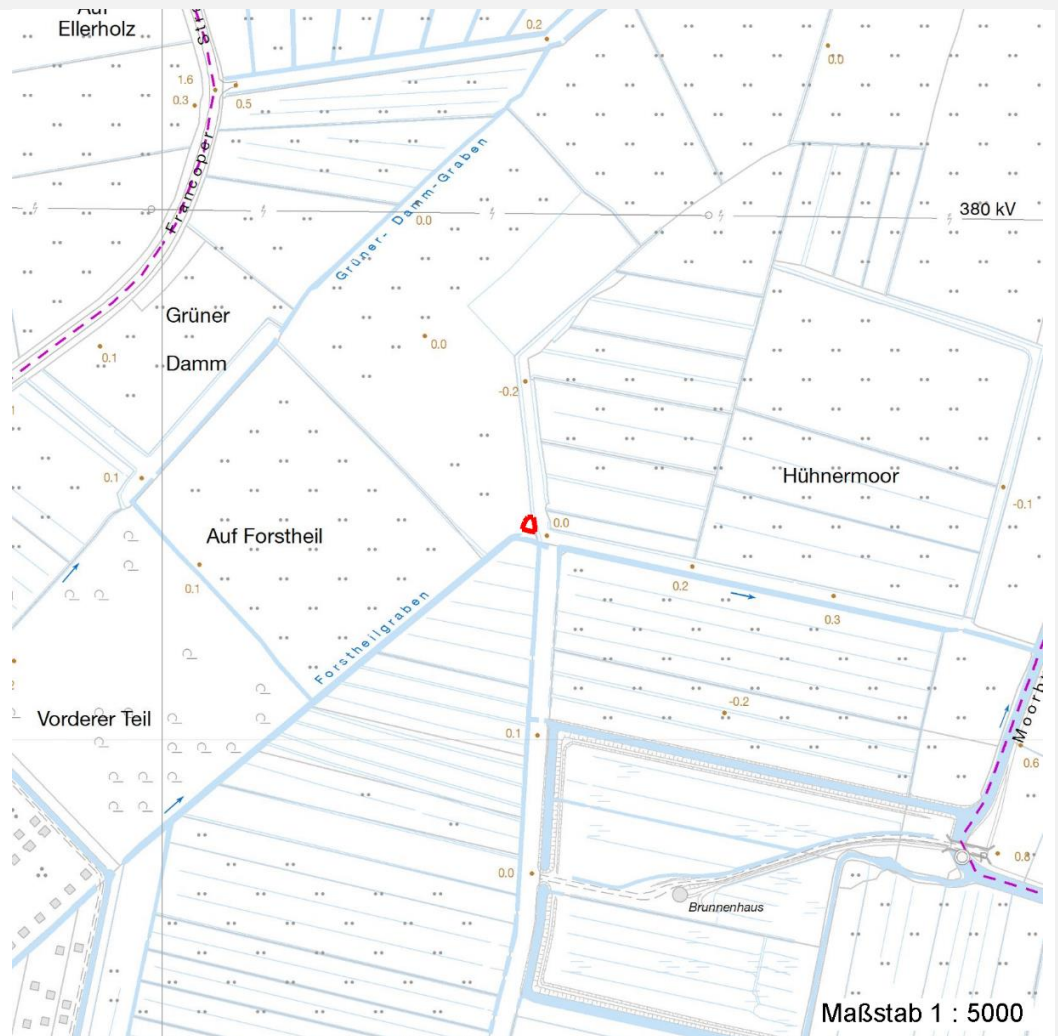 Auf
Ellerholz
0.2
0.0
1.6
0.3
0.5
Francoper
Grüner-Damm-Graben
0.0
380 kV
Grüner
Damm
0.1
0.0
-0.2
Hühnermoor
0.1
-0.1
0.0
Auf Forstheil
0.1
0.2
0.3
Forstheilgraben
-0.2
Vorderer Teil
0.1
0.6
0.8
0.0
Brunnenhaus
Maßstab 1 : 5000